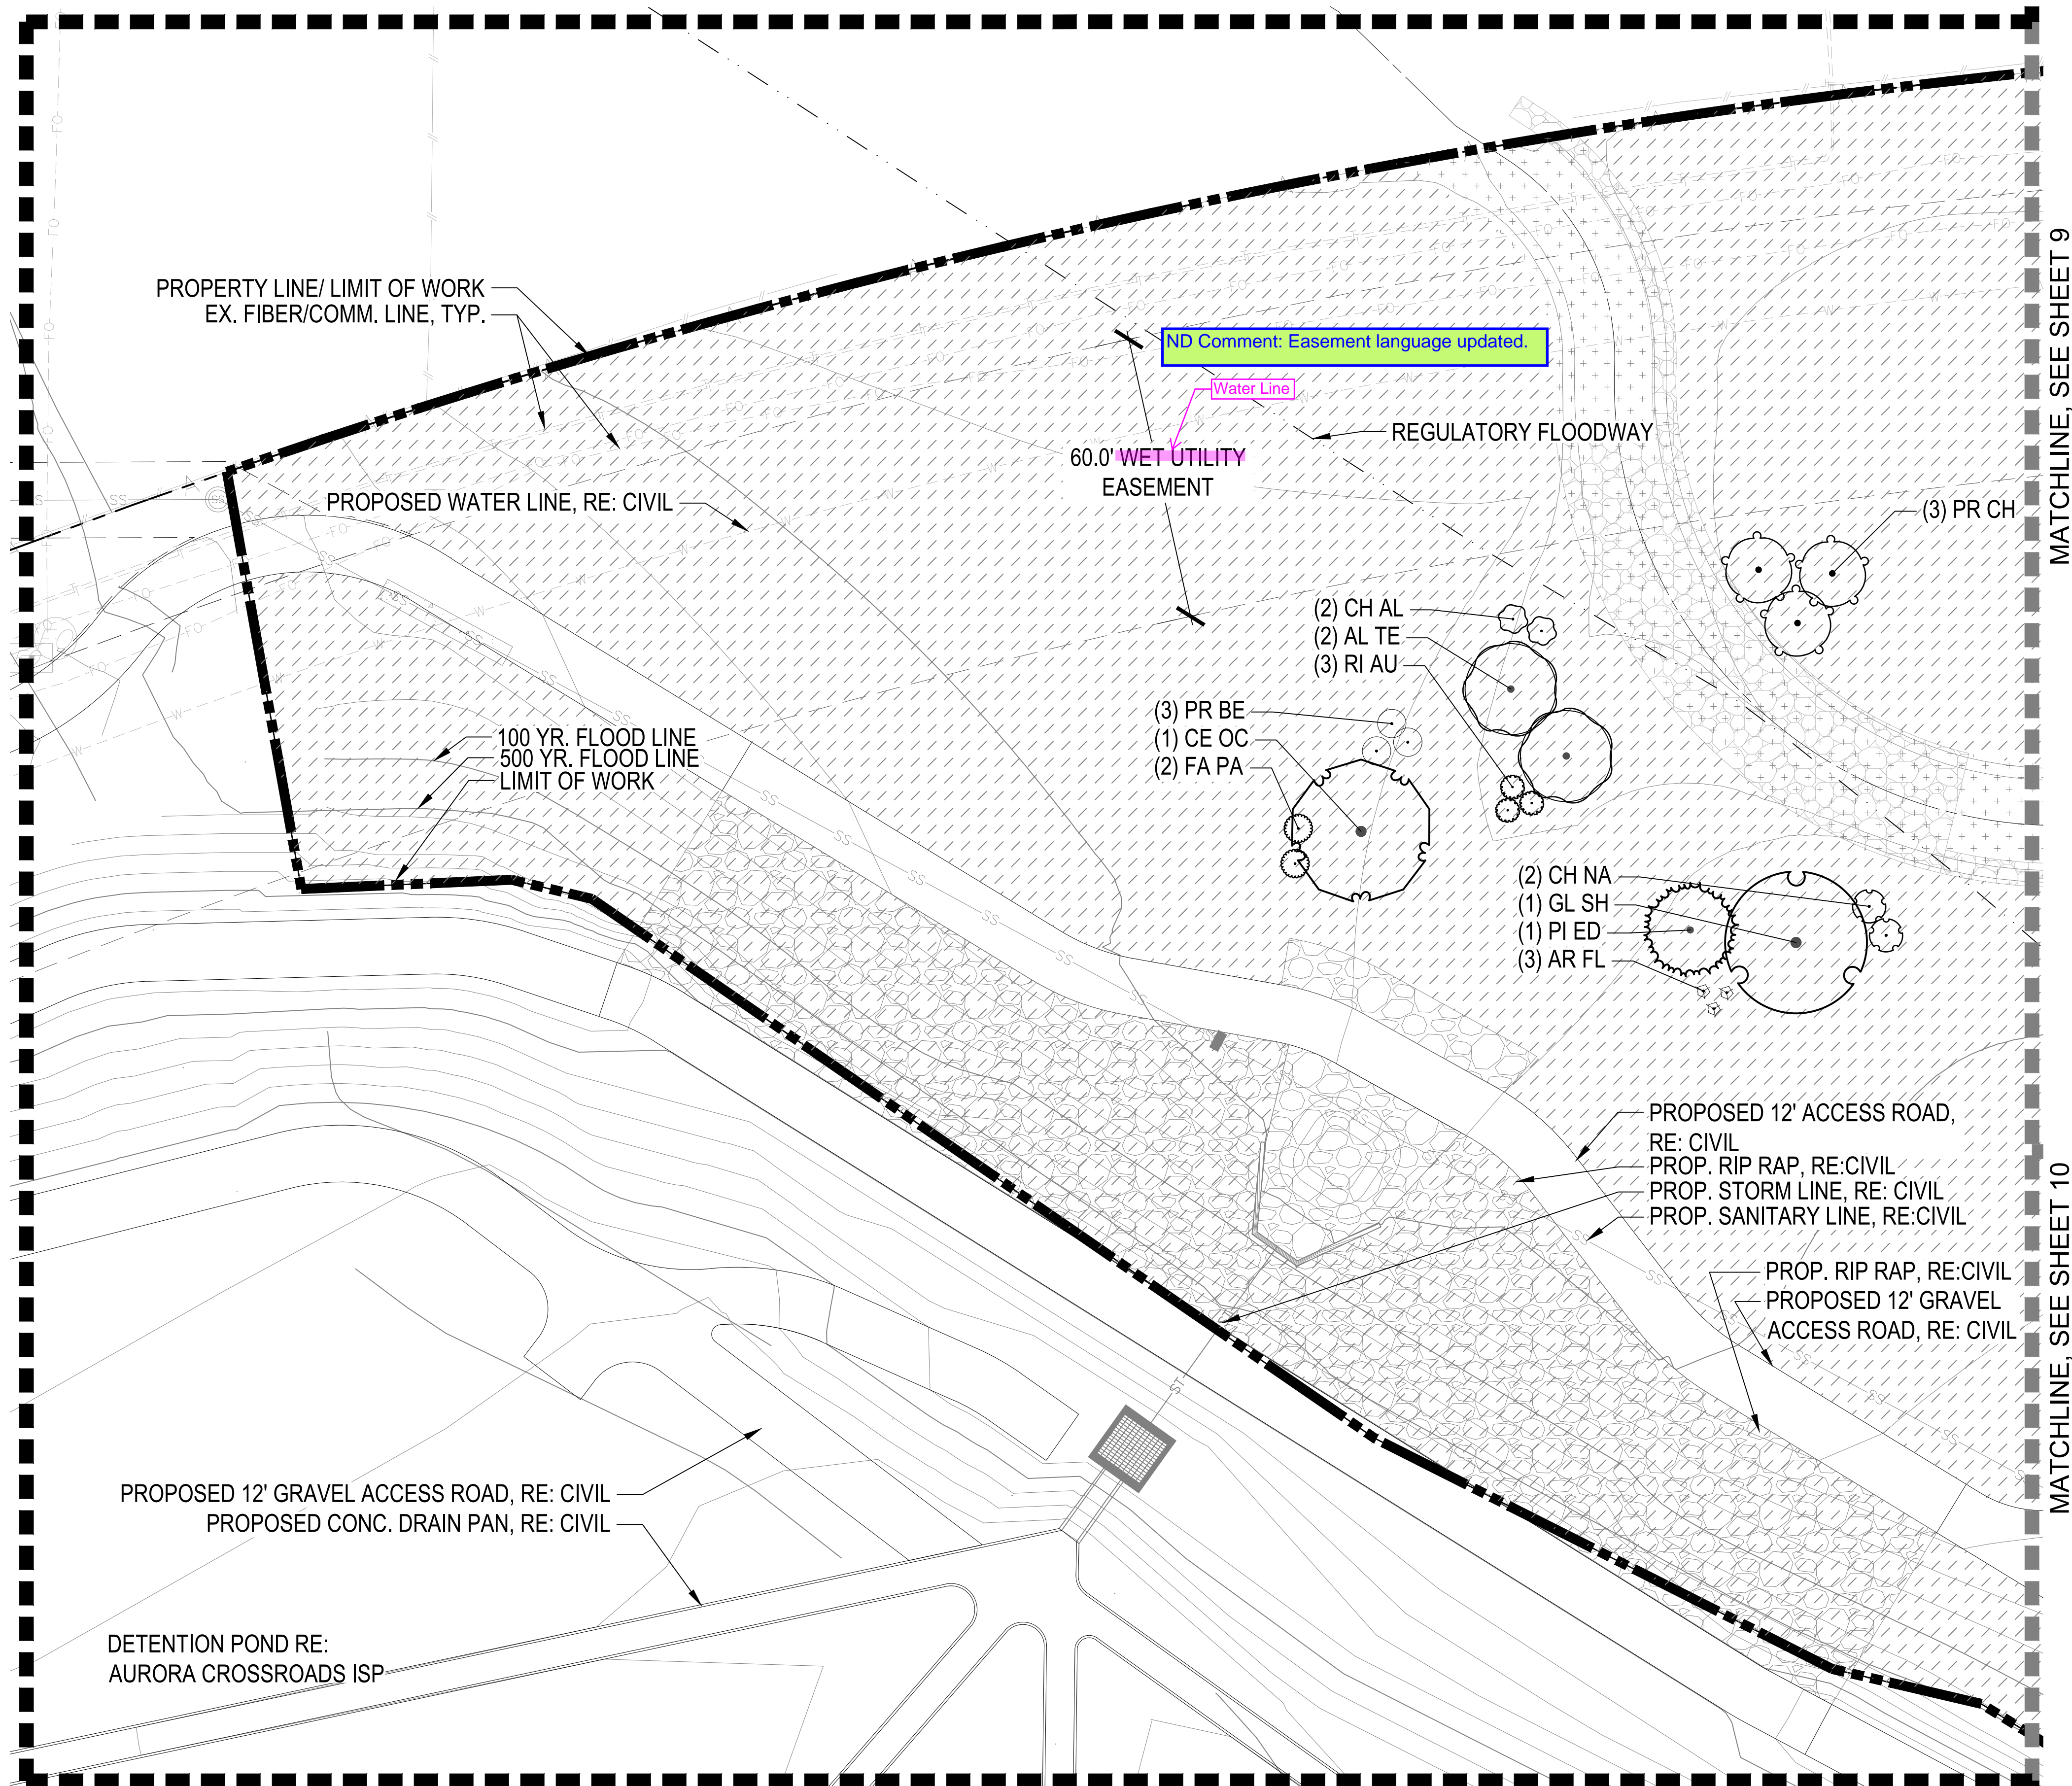 PROPERTY LINE/ LIMIT OF WORK
EX. FIBER/COMM. LINE, TYP.
ND Comment: Easement language updated.
Water Line
REGULATORY FLOODWAY
60.0' WET UTILITY
EASEMENT
PROPOSED WATER LINE, RE: CIVIL
(3) PR CH
MATCHLINE, SEE SHEET 9
(2) CH AL
(2) AL TE
(3) RI AU
(3) PR BE
(1) CE OC
(2) FA PA
100 YR. FLOOD LINE
500 YR. FLOOD LINE
LIMIT OF WORK
(2) CH NA
(1) GL SH
(1) PI ED
(3) AR FL
PROPOSED 12' ACCESS ROAD,
RE: CIVIL
PROP. RIP RAP, RE:CIVIL
PROP. STORM LINE, RE: CIVIL
PROP. SANITARY LINE, RE:CIVIL
PROP. RIP RAP, RE:CIVIL
PROPOSED 12' GRAVEL
ACCESS ROAD, RE: CIVIL
MATCHLINE, SEE SHEET 10
ST
PROPOSED 12' GRAVEL ACCESS ROAD, RE: CIVIL
PROPOSED CONC. DRAIN PAN, RE: CIVIL
DETENTION POND RE:
AURORA CROSSROADS ISP